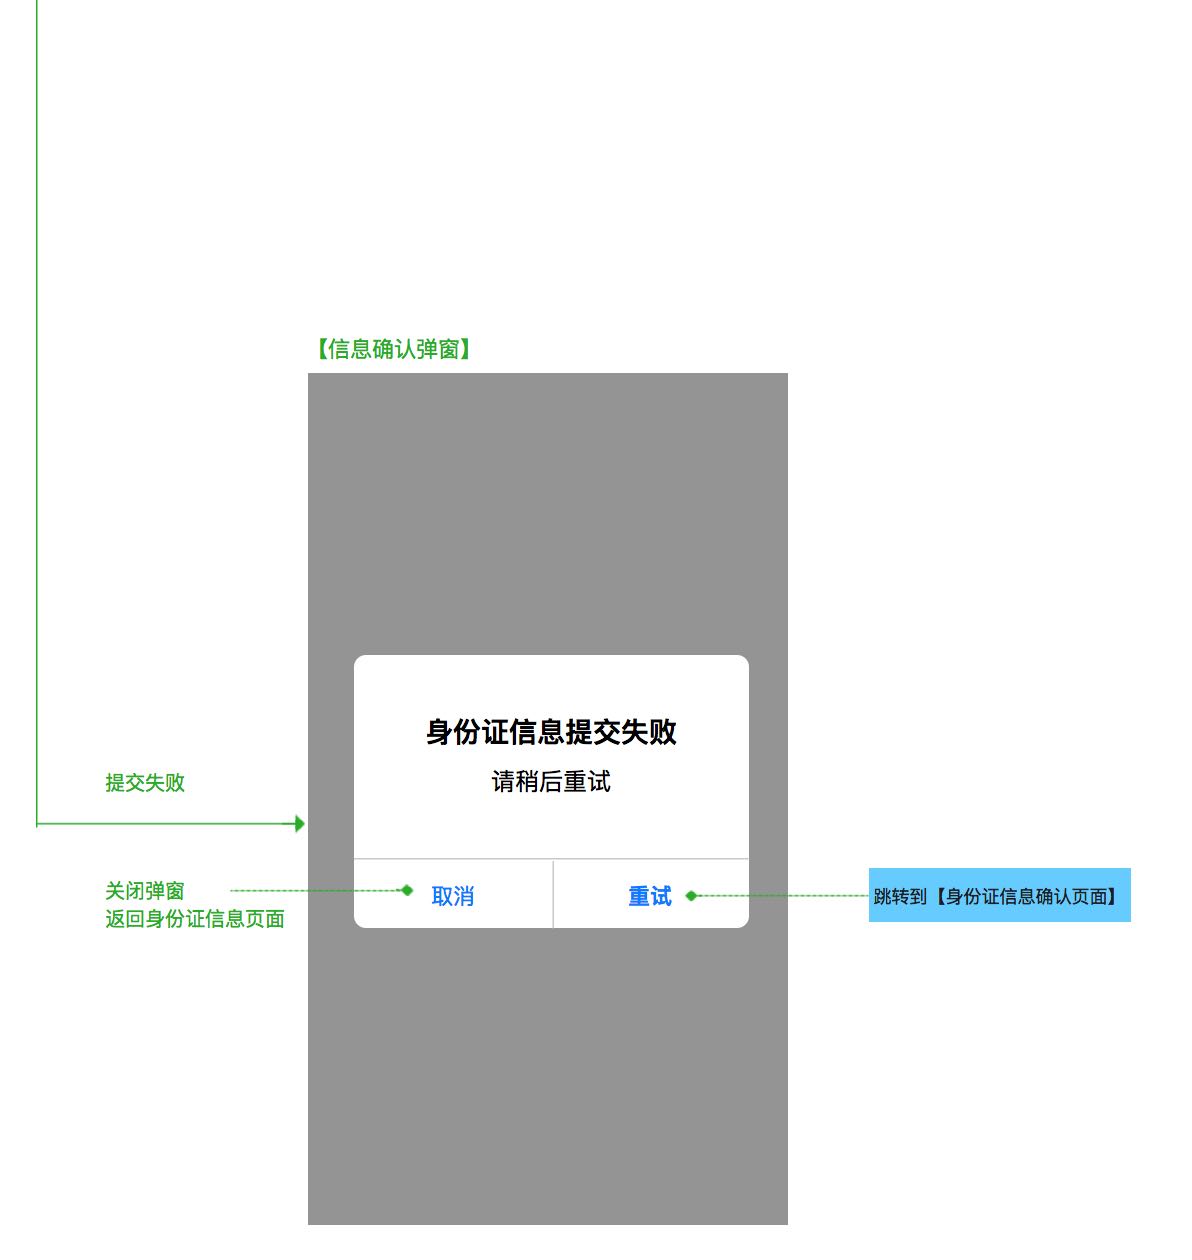 【信息确认弹窗】
身份证信息提交失败
请稍后重试
提交失败
关闭弹窗
返回身份证信息页面
取消
重试
跳转到【身份证信息确认页面】